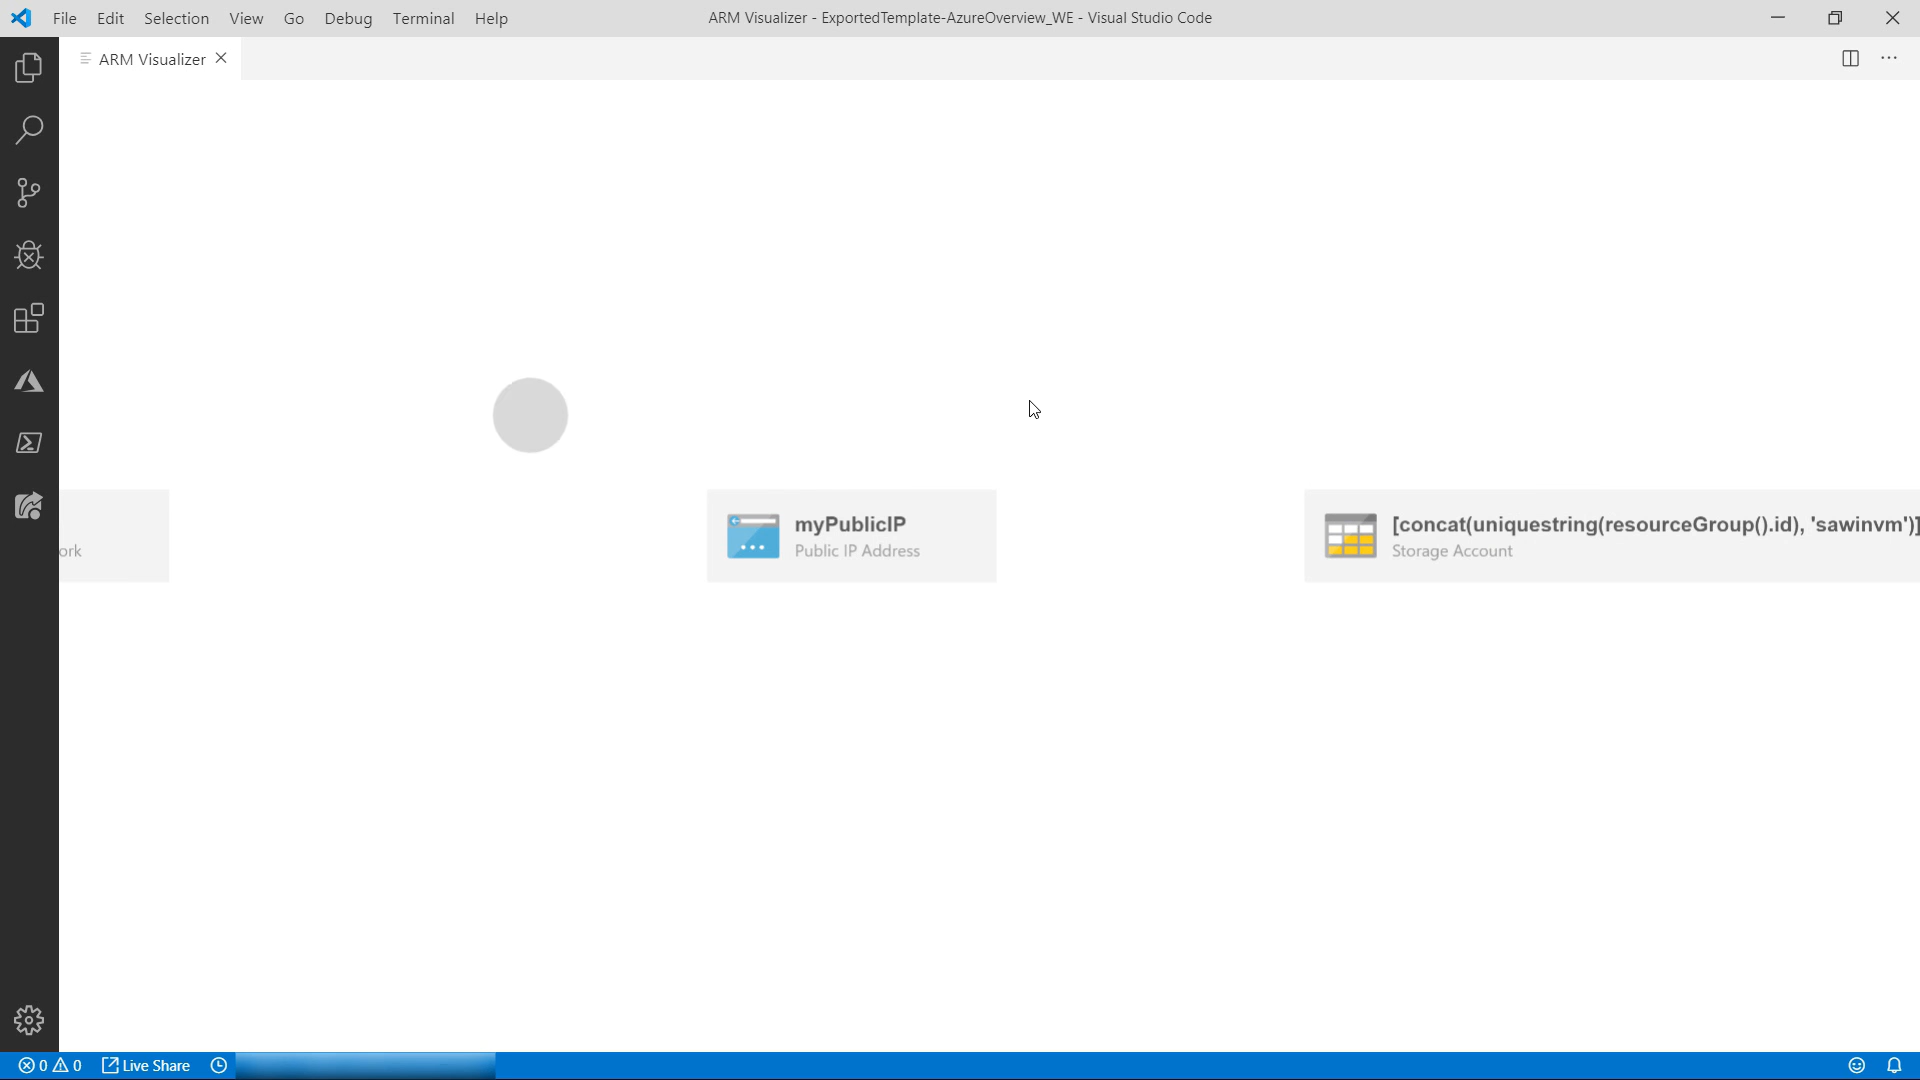 File Edit Selection View Go Debug Terminal Help
ARM Visualizer - ExportedTemplate-AzureOverview_WE - Visual Studio Code
ARM Visualizer
ork
myPublicIP
Public IP Address
[concat(uniquestring(resourceGroup().id), 'sawinvm')]
Storage Account
0 0 Live Share